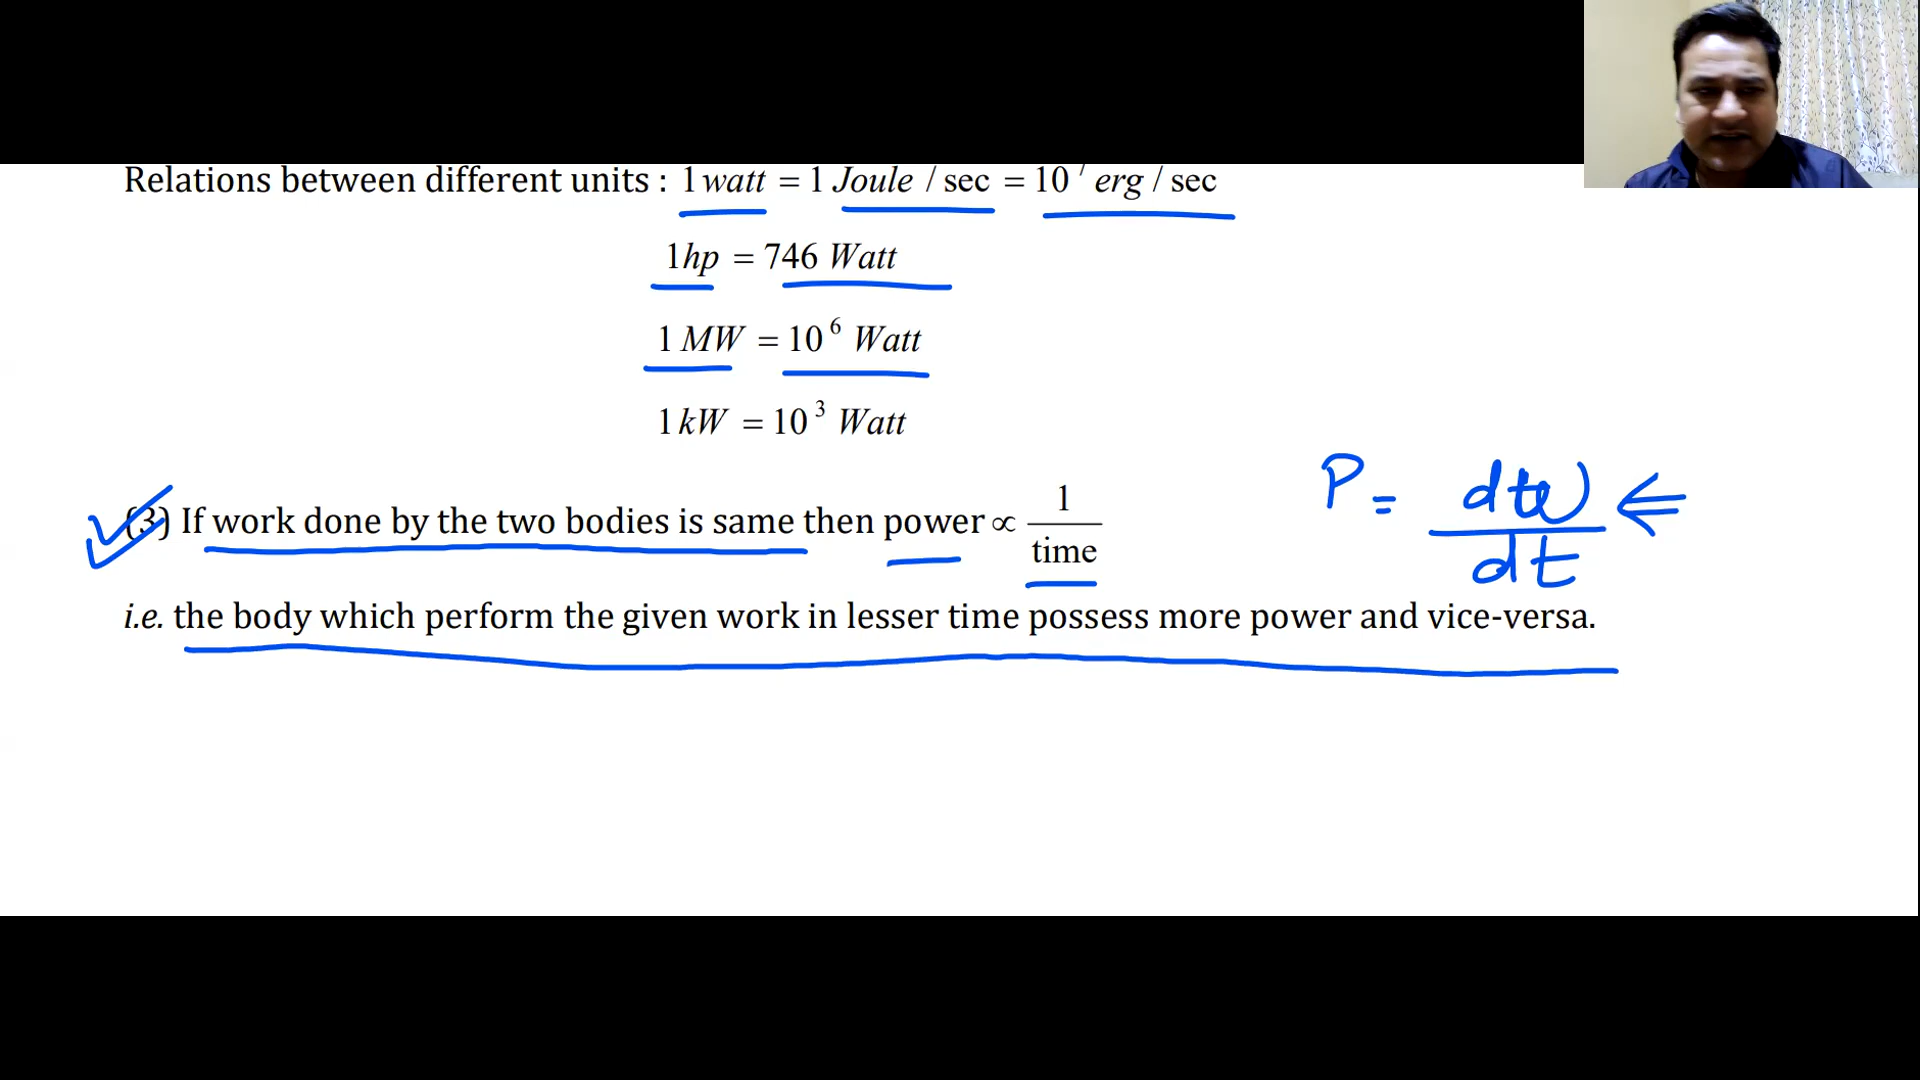 Relations between different units : 1 watt = 1 Joule / sec = 10⁷ erg / sec
1hp = 746 Watt
1 MW = 10⁶ Watt
1 kW = 10³ Watt
(3) If work done by the two bodies is same then power ∝ 1/time
P = dw/dt ⇐
i.e. the body which perform the given work in lesser time possess more power and vice-versa.